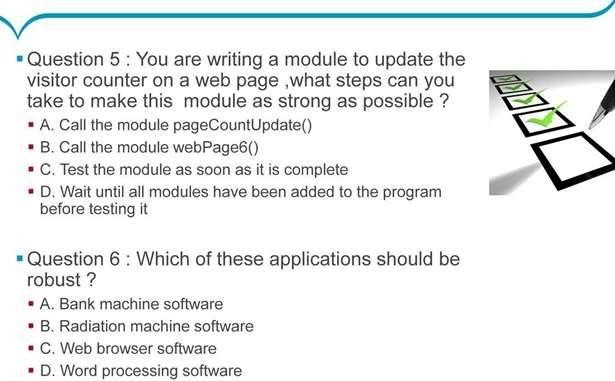 Question 5 : You are writing a module to update the
visitor counter on a web page ,what steps can you
take to make this  module as strong as possible ?
A. Call the module pageCountUpdate()
B. Call the module webPage6()
C. Test the module as soon as it is complete
D. Wait until all modules have been added to the program
before testing it
Question 6 : Which of these applications should be
robust ?
A. Bank machine software
B. Radiation machine software
C. Web browser software
D. Word processing software